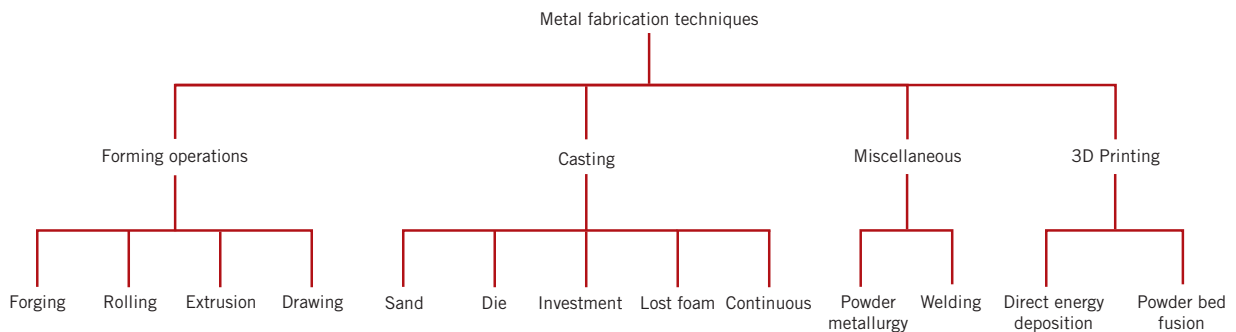 Metal fabrication techniques
Forming operations
Casting
Miscellaneous
3D Printing
Forging
Rolling
Extrusion
Drawing
Sand
Die
Investment
Lost foam
Continuous
Powder
metallurgy
Welding
Direct energy
deposition
Powder bed
fusion